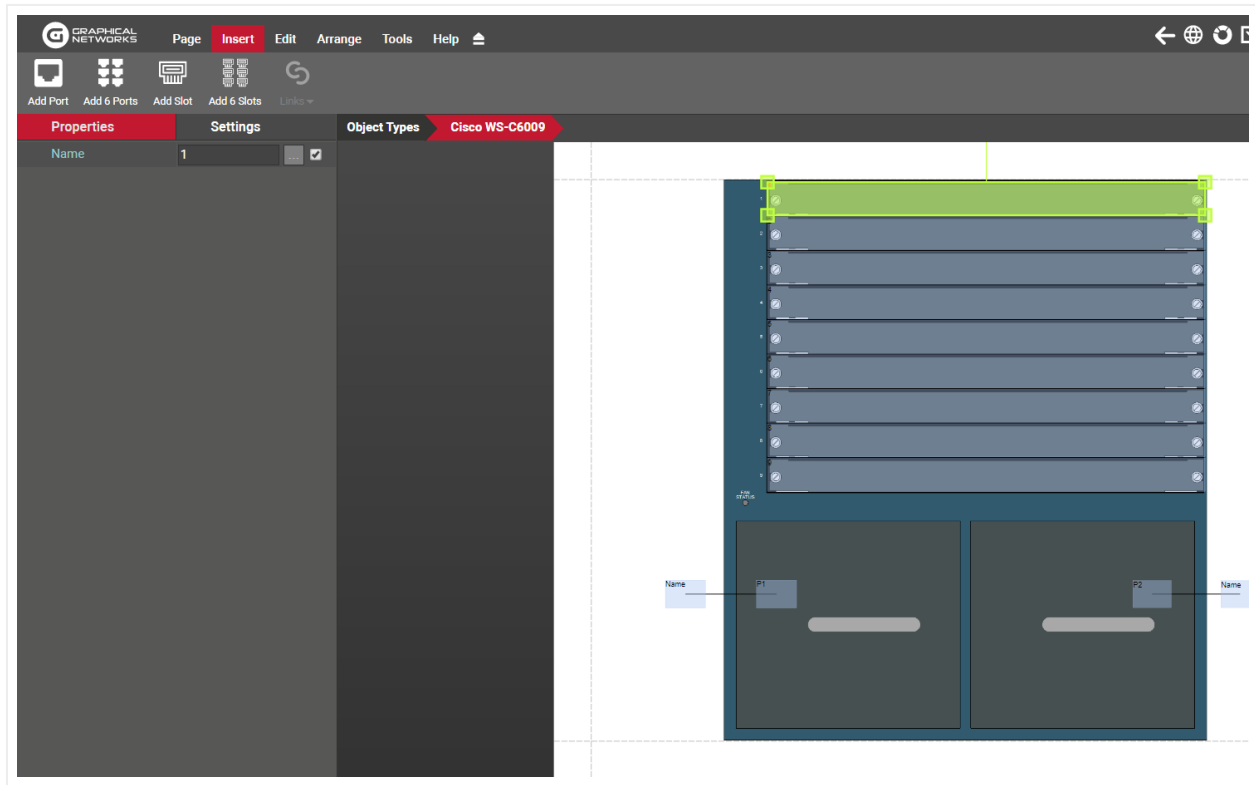 GRAPHICAL
NETWORKS
Page Insert Edit Arrange Tools Help
Add Port Add 6 Ports Add Slot Add 6 Slots Links
Properties Settings Object Types Cisco WS-C6009
Name 1 ...
1
2
3
4
5
6
7
8
9
STATUS
Name P1 P2 Name